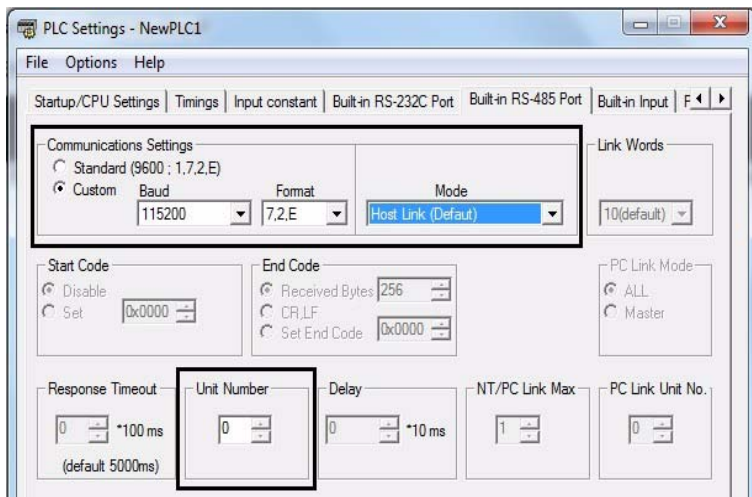 PLC Settings - NewPLC1
File Options Help
Startup/CPU Settings Timings Input constant Built-in RS-232C Port Built-in RS-485 Port Built-in Input F
Communications Settings
Link Words
Standard (9600 ; 1,7,2,E)
Custom Baud Format Mode
115200 7,2,E Host Link (Defaut) 10(default)
Start Code End Code PC Link Mode
Disable Received Bytes 256 ALL
Set 0x0000 CR,LF Master
Set End Code 0x0000
Response Timeout Unit Number Delay NT/PC Link Max PC Link Unit No.
0 *100 ms 0 0 *10 ms 1 0
(default 5000ms)